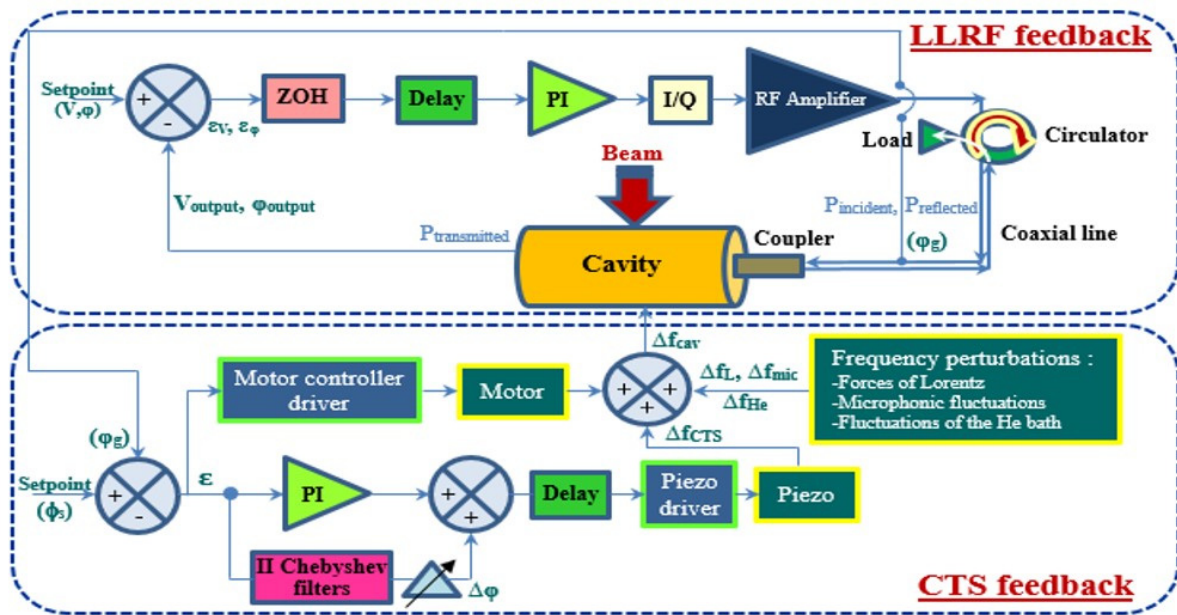 LLRF feedback
Setpoint
(V,φ)
+
-
εV, εφ
ZOH
Delay
PI
I/Q
RF Amplifier
Load
Circulator
Beam
Voutput, φoutput
Ptransmitted
Cavity
Coupler
Pincident, Preflected
(φg)
Coaxial line
Δfcav
Motor controller
driver
Motor
+
+
+
ΔfL, Δfmic
ΔfHe
ΔfCTS
Frequency perturbations :
-Forces of Lorentz
-Microphonic fluctuations
-Fluctuations of the He bath
(φg)
Setpoint
(ϕs)
+
-
ε
PI
+
+
Delay
Piezo
driver
Piezo
II Chebyshev
filters
Δφ
CTS feedback